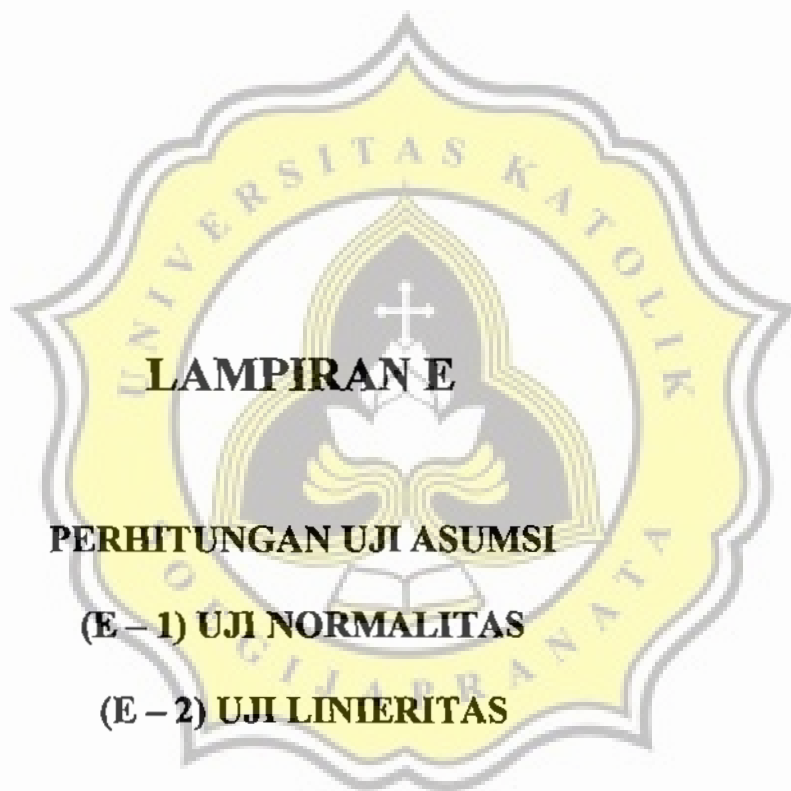 UNIVERSITAS KATOLIK
LAMPIRAN E
PERHITUNGAN UJI ASUMSI
(E – 1) UJI NORMALITAS
(E – 2) UJI LINIERITAS
SOEGIJAPRANATA